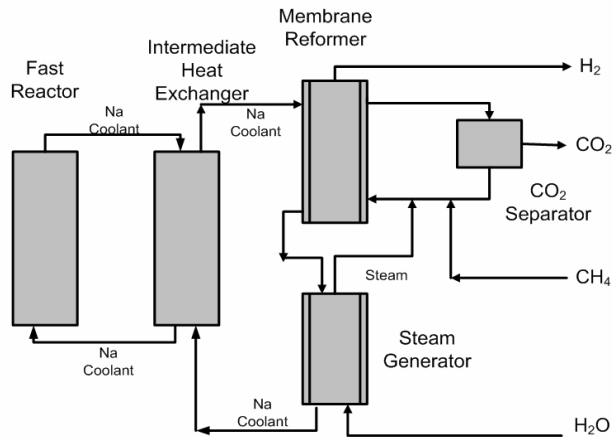 Membrane
Reformer
Intermediate
Heat
Exchanger
Fast
Reactor
H2
Na
Coolant
Na
Coolant
CO2
CO2
Separator
Steam
CH4
Steam
Generator
Na
Coolant
Na
Coolant
H2O